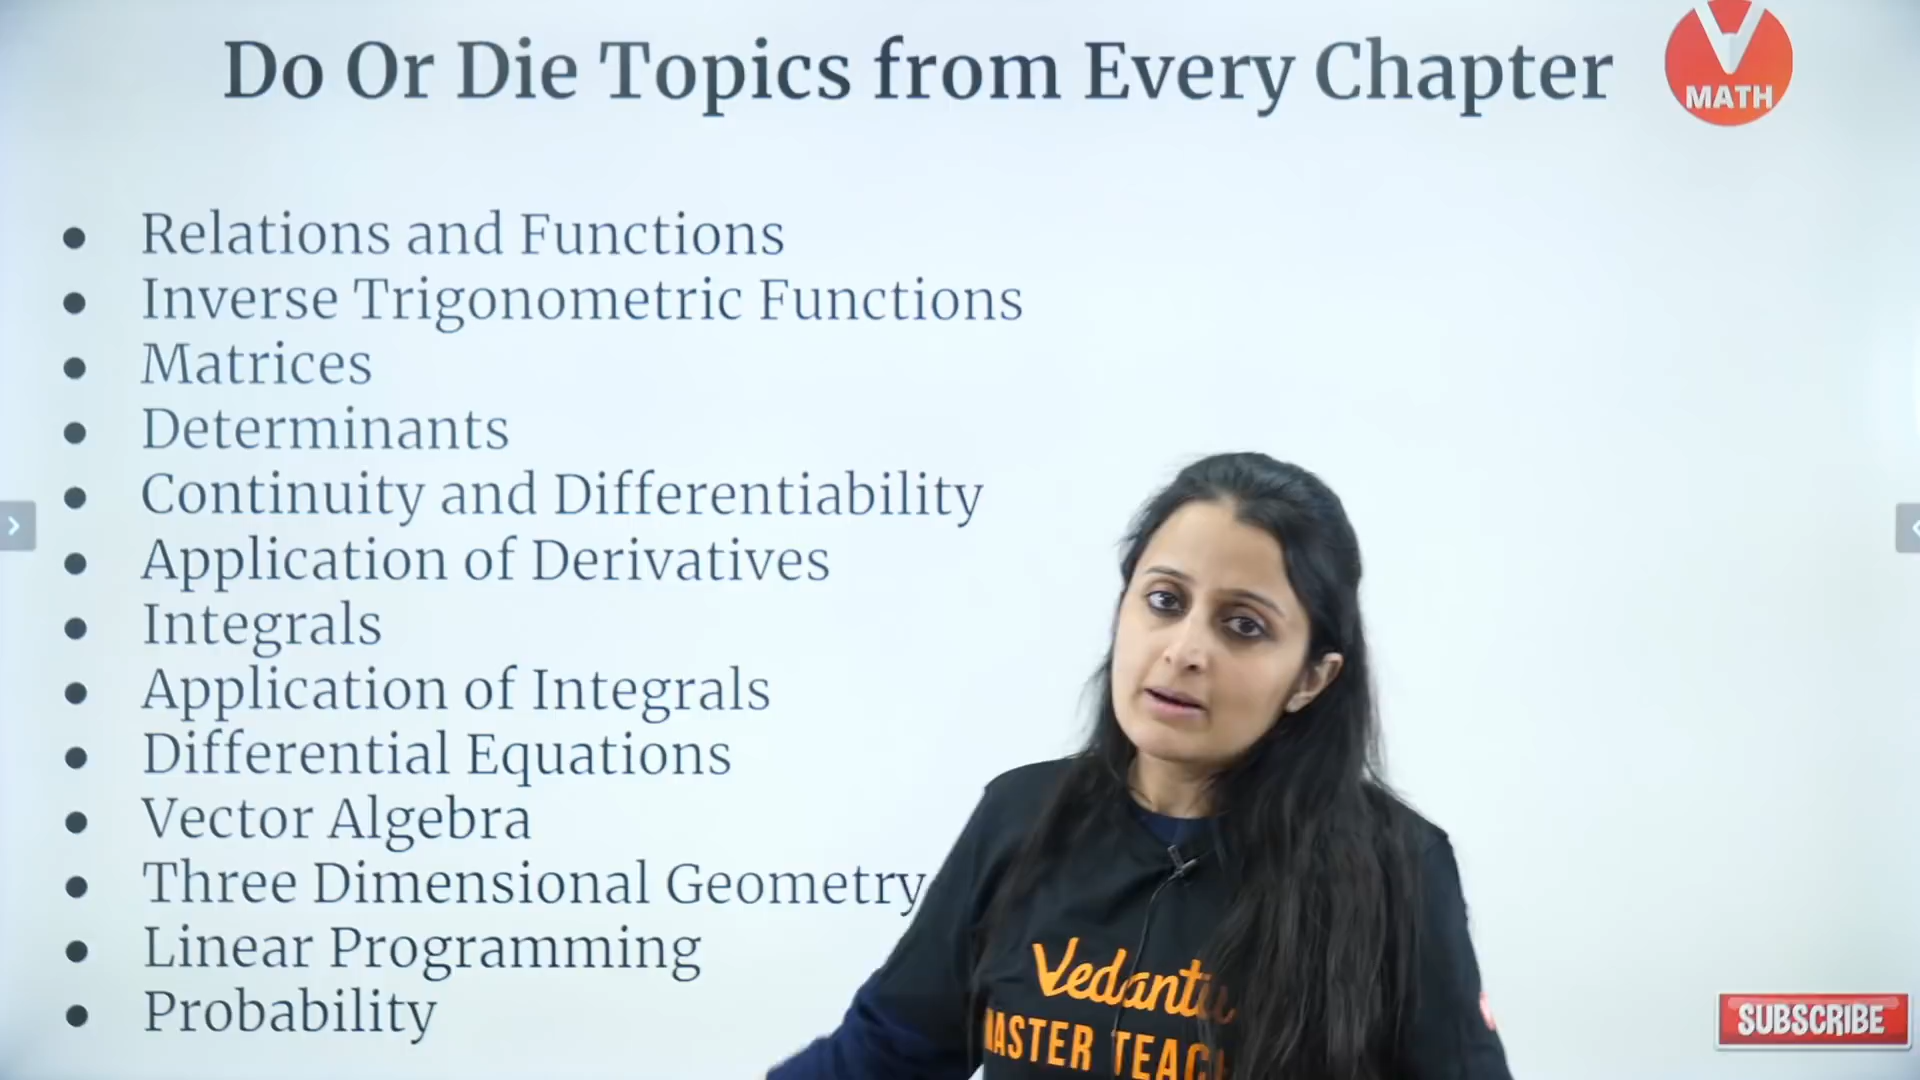 Do Or Die Topics from Every Chapter
V
MATH
● Relations and Functions
● Inverse Trigonometric Functions
● Matrices
● Determinants
● Continuity and Differentiability
● Application of Derivatives
● Integrals
● Application of Integrals
● Differential Equations
● Vector Algebra
● Three Dimensional Geometry
● Linear Programming
● Probability
Vedantu
MASTER TEAC
SUBSCRIBE